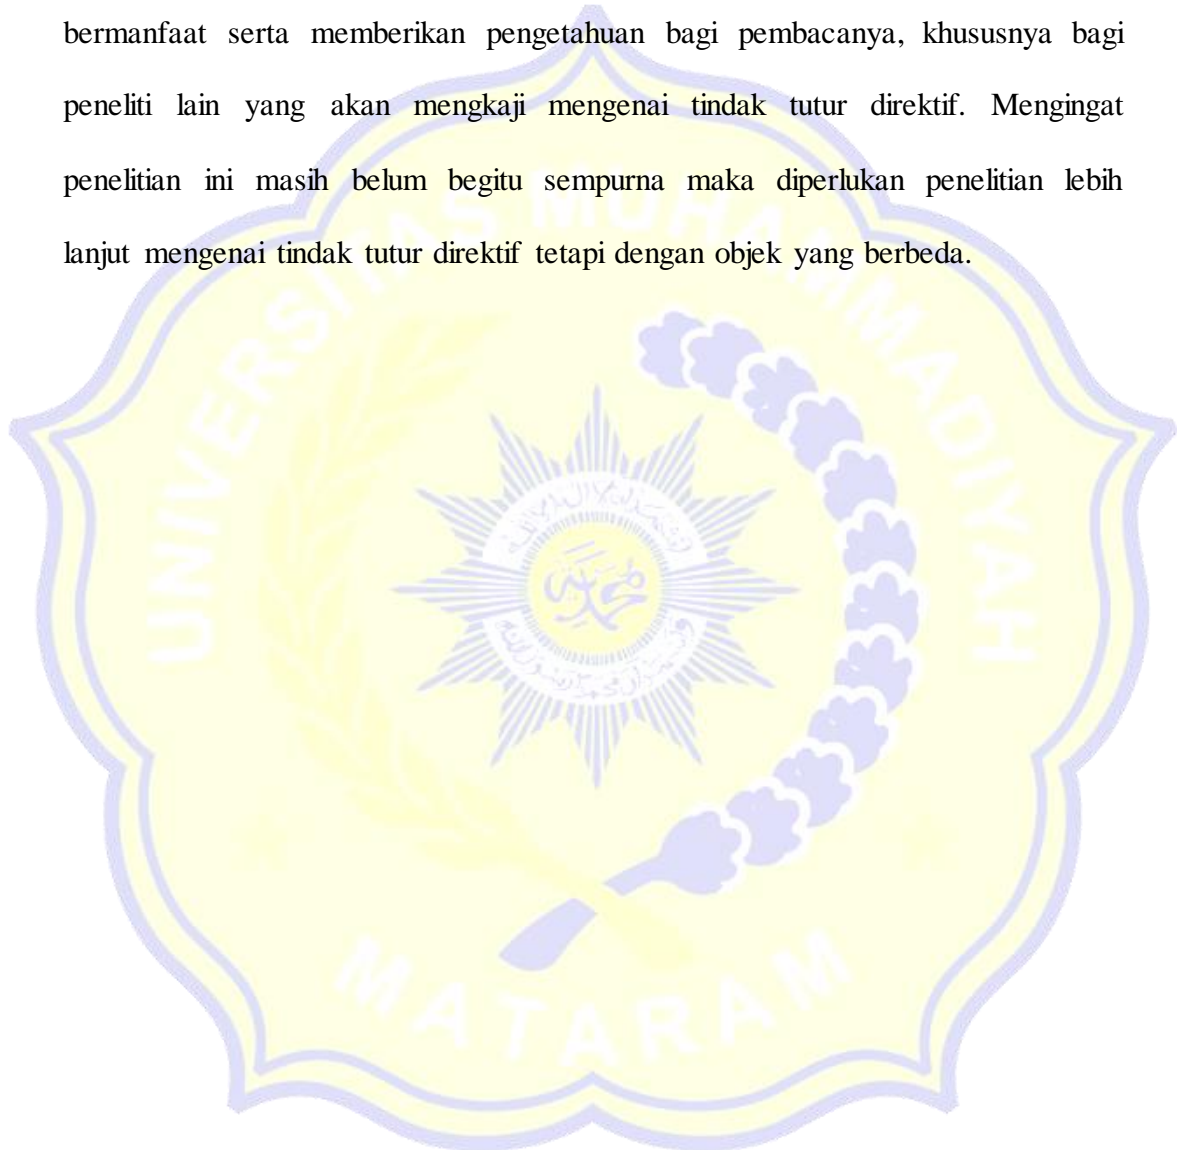 bermanfaat serta memberikan pengetahuan bagi pembacanya, khususnya bagi
peneliti lain yang akan mengkaji mengenai tindak tutur direktif. Mengingat
penelitian ini masih belum begitu sempurna maka diperlukan penelitian lebih
lanjut mengenai tindak tutur direktif tetapi dengan objek yang berbeda.
UNIVERSITAS MUHAMMADIYAH
MATARAM